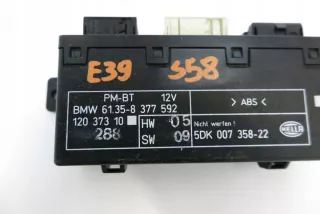 E39 S58
PM-BT 12V
BMW 61.35-8 377 592
120 373 10
288
HW 05
SW 09
> ABS <
Nicht werfen!
5DK 007 358-22
HELLA